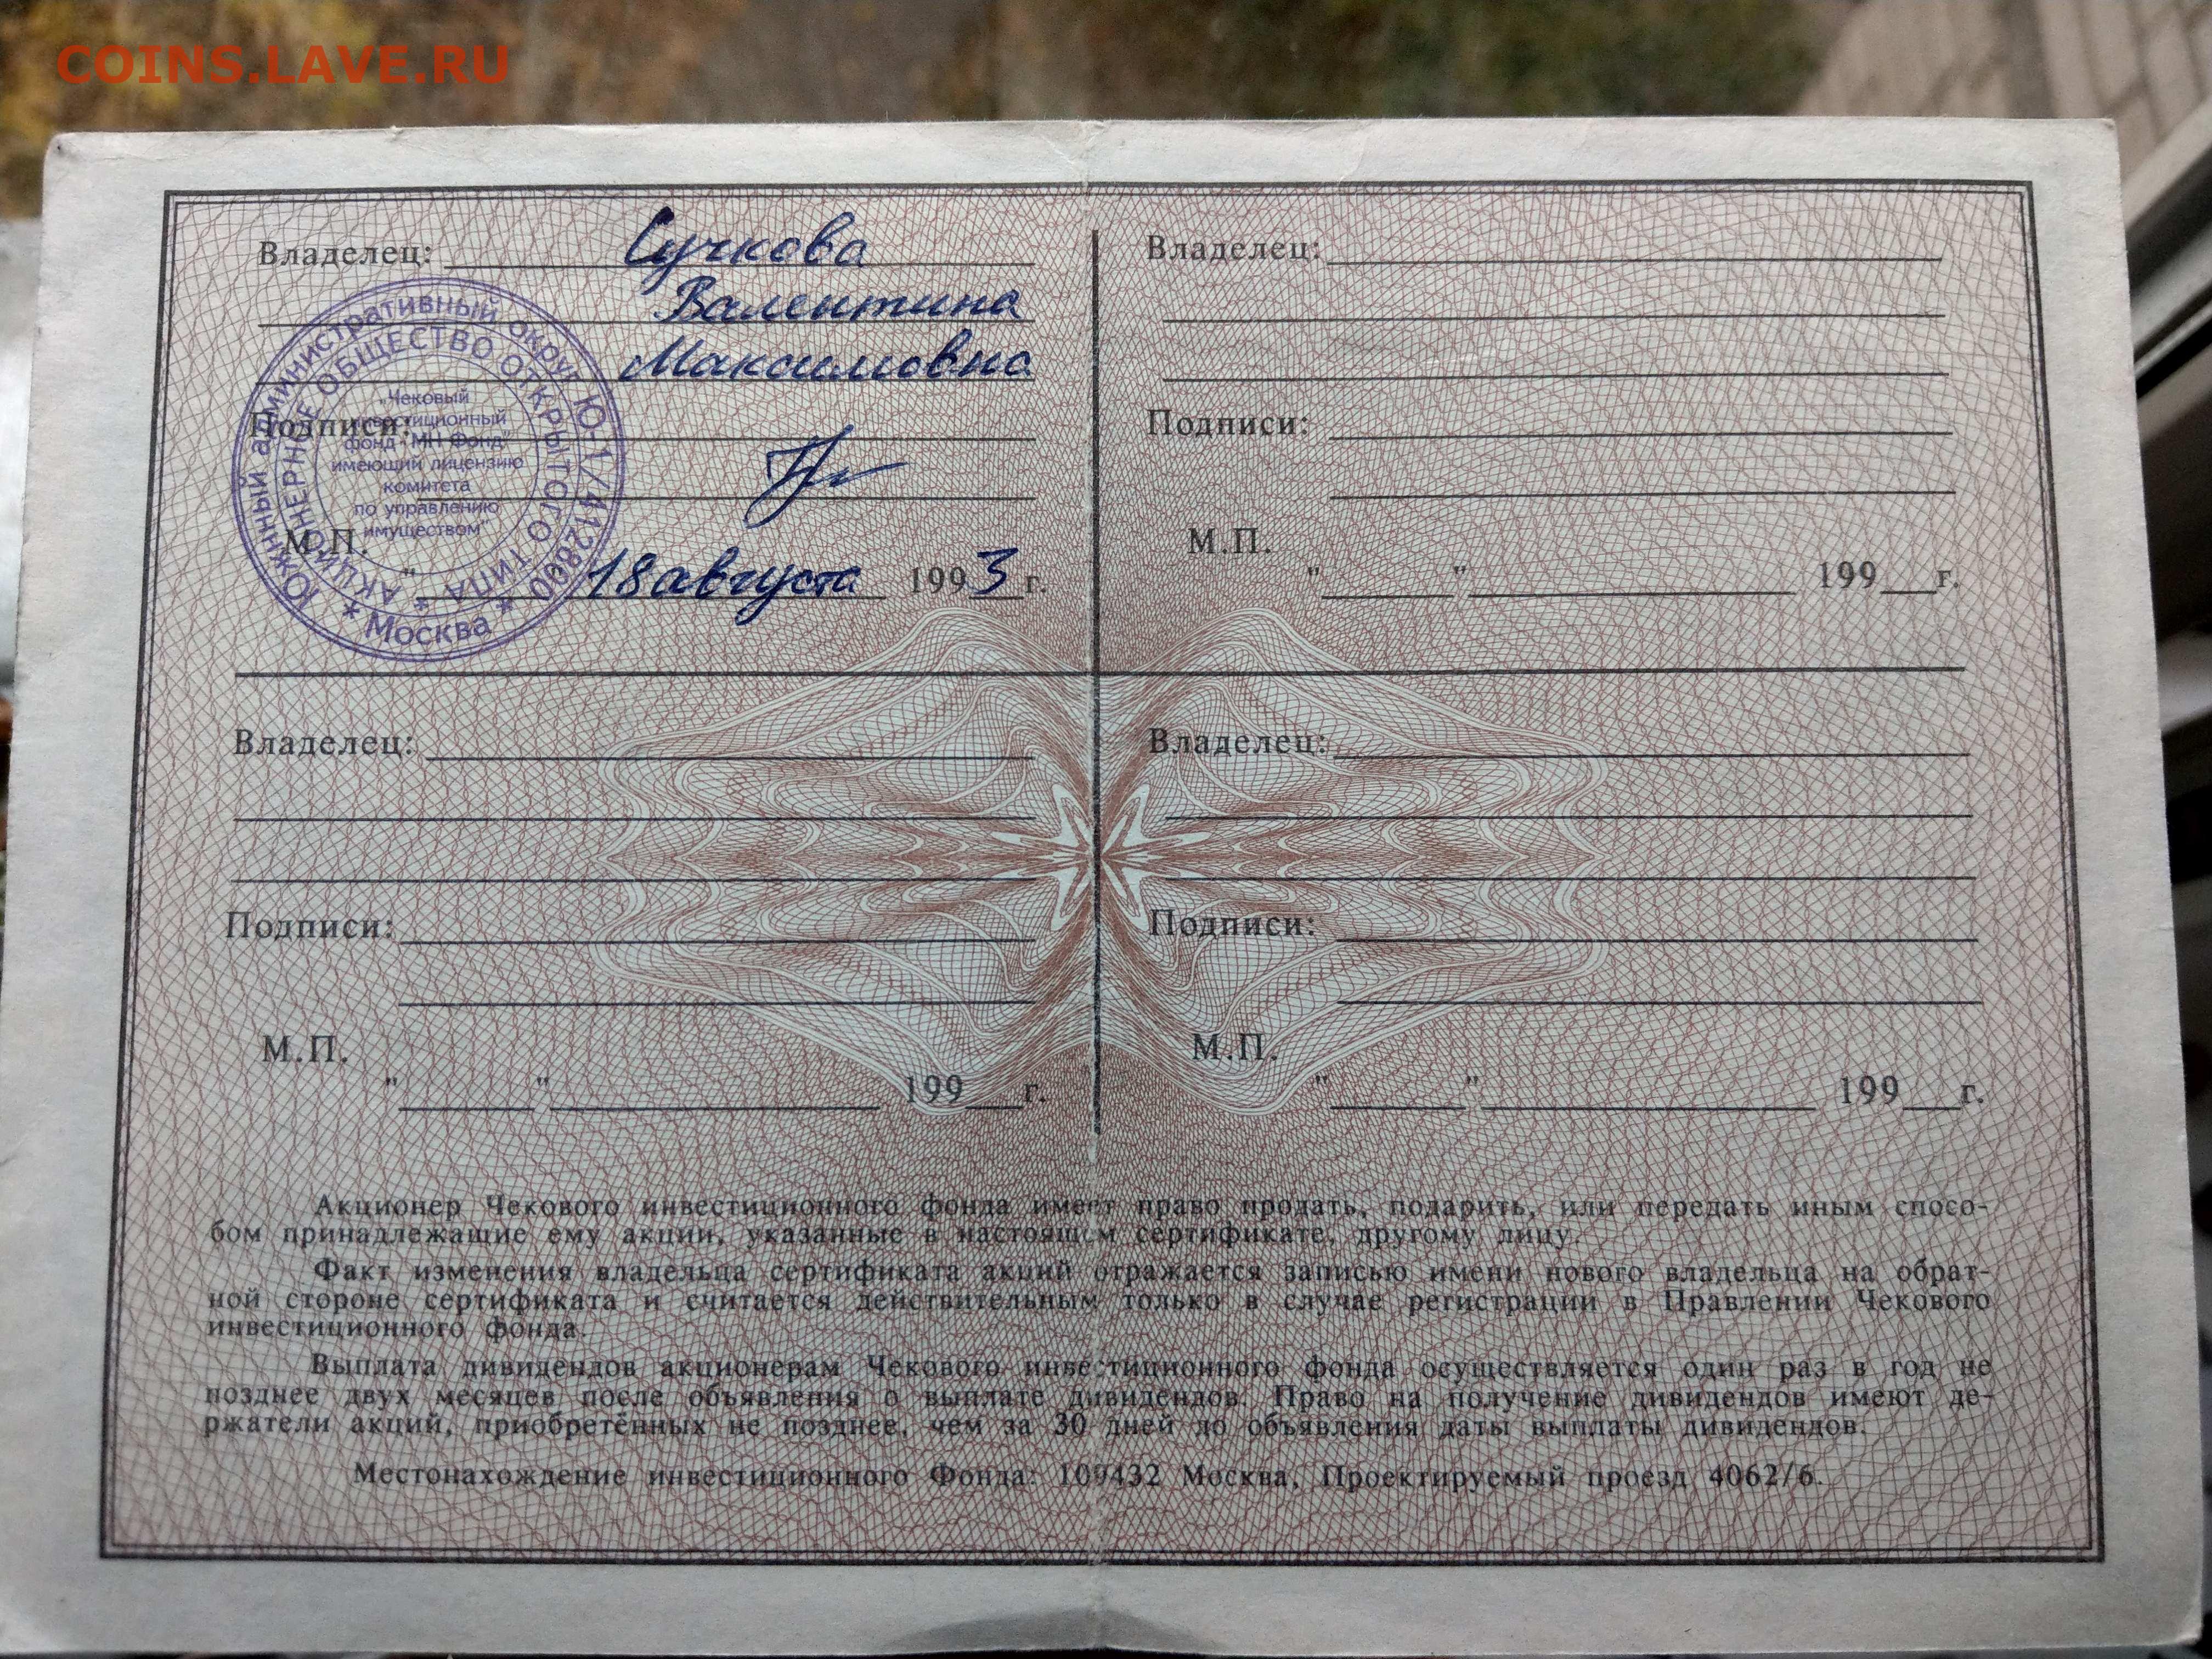 COINS.LAVE.RU
Владелец: Сучкова
Валентина
Максимовна
Подписи:
М.П.
18 августа 1993 г.
Южный административный округ Ю-1/412800
* Москва *
АКЦИОНЕРНОЕ ОБЩЕСТВО ОТКРЫТОГО ТИПА *
„Чековый
инвестиционный
фонд "МН-Фонд"
имеющий лицензию
комитета
по управлению
имуществом"
Владелец:
Подписи:
М.П.
" " 199 г.
Владелец:
Подписи:
М.П.
" " 199 г.
Владелец:
Подписи:
М.П.
" " 199 г.
Акционер Чекового инвестиционного фонда имеет право продать, подарить, или передать иным спосо-
бом принадлежащие ему акции, указанные в настоящем сертификате, другому лицу.
Факт изменения владельца сертификата акций отражается записью имени нового владельца на обрат-
ной стороне сертификата и считается действительным только в случае регистрации в Правлении Чекового
инвестиционного фонда.
Выплата дивидендов акционерам Чекового инвестиционного фонда осуществляется один раз в год не
позднее двух месяцев после объявления о выплате дивидендов. Право на получение дивидендов имеют де-
ржатели акций, приобретённых не позднее, чем за 30 дней до объявления даты выплаты дивидендов.
Местонахождение инвестиционного Фонда: 109432 Москва, Проектируемый проезд 4062/6.